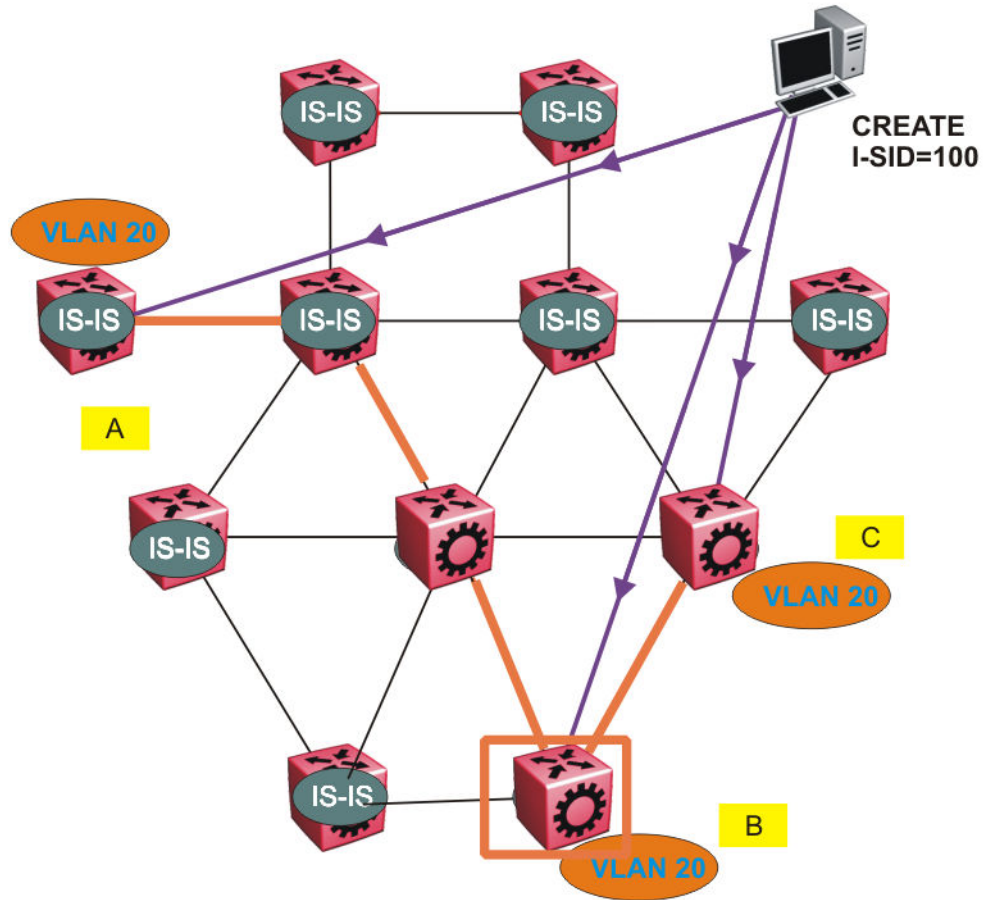 IS-IS
IS-IS
CREATE
I-SID=100
VLAN 20
IS-IS
IS-IS
IS-IS
IS-IS
A
IS-IS
C
VLAN 20
IS-IS
B
VLAN 20